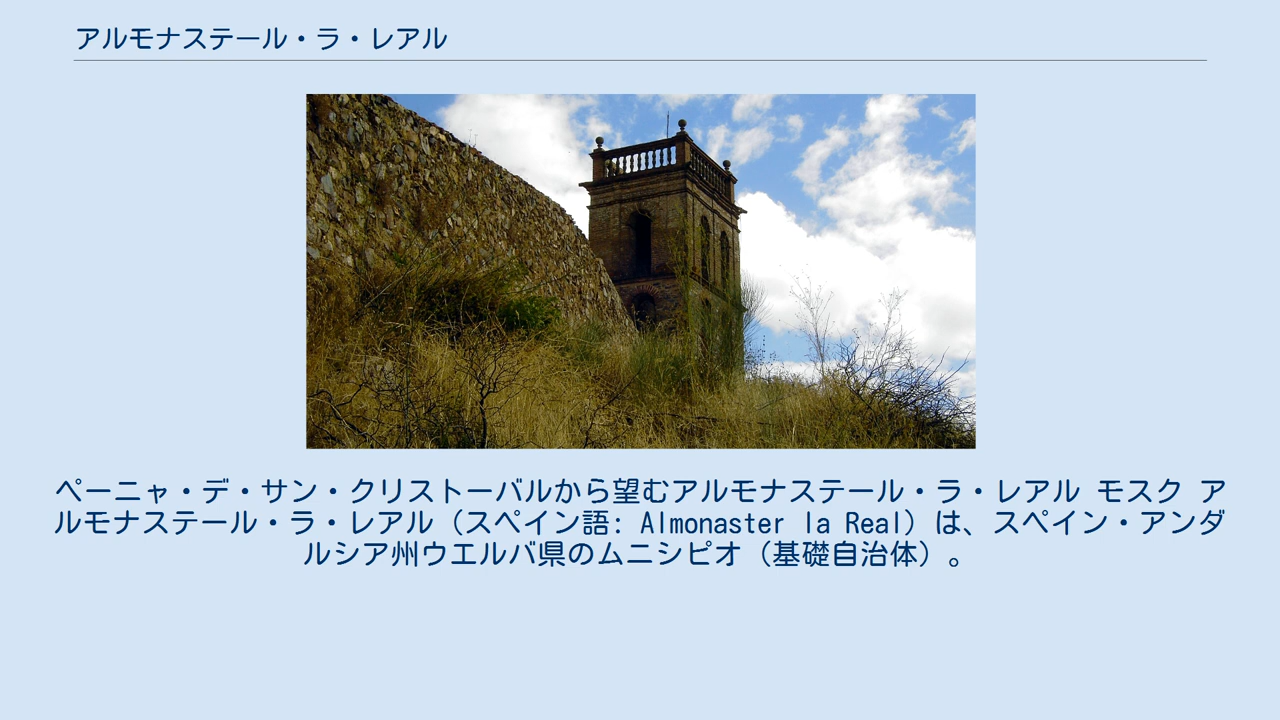 アルモナステール・ラ・レアル
ペーニャ・デ・サン・クリストーバルから望むアルモナステール・ラ・レアル モスク ア
ルモナステール・ラ・レアル（スペイン語: Almonaster la Real）は、スペイン・アンダ
ルシア州ウエルバ県のムニシピオ（基礎自治体）。